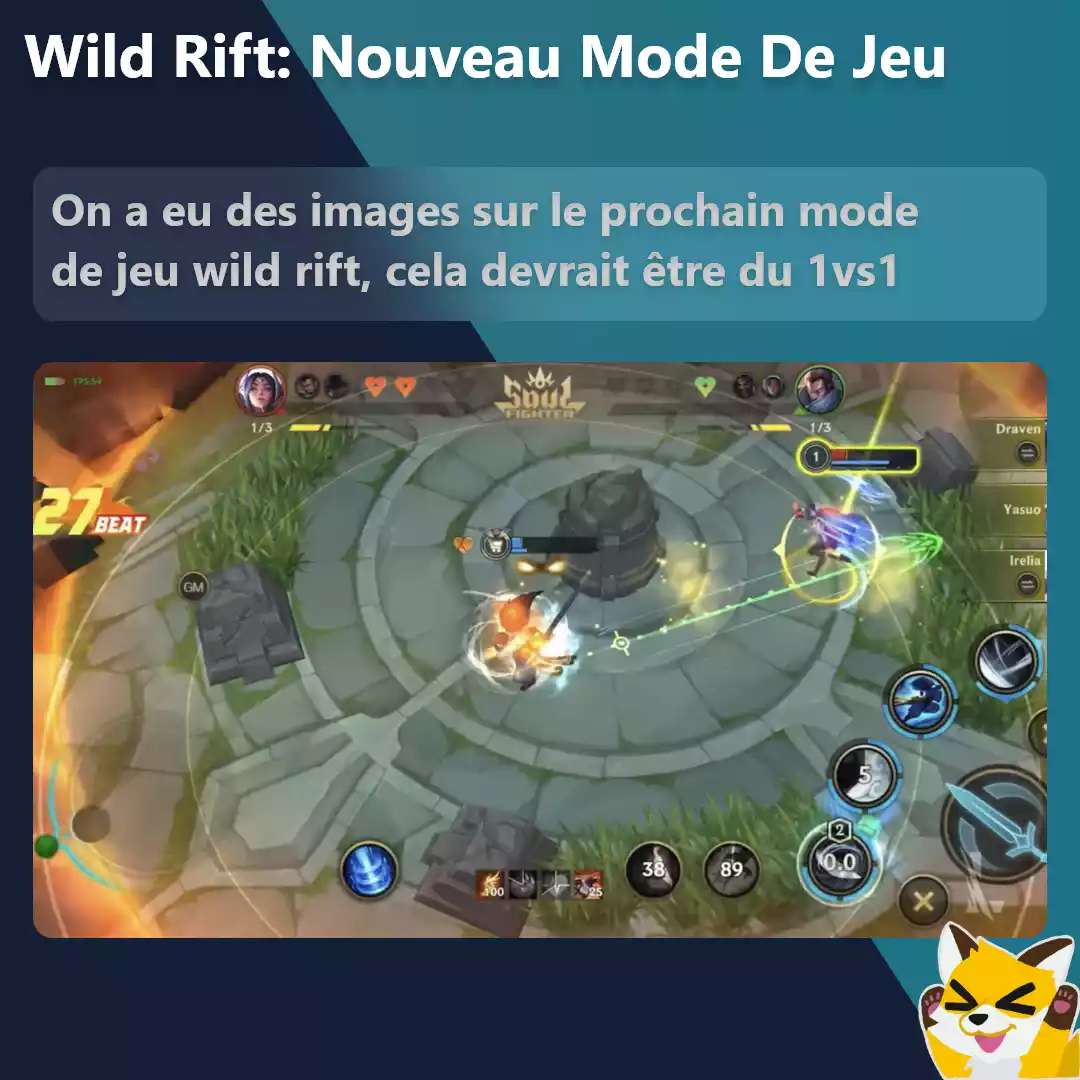 Wild Rift: Nouveau Mode De Jeu
On a eu des images sur le prochain mode
de jeu wild rift, cela devrait être du 1vs1
FPS:59
SOUL
FIGHTER
1/3
1/3
1
Draven
27 BEAT
Yasuo
Irelia
GM
5
2
0.0
38
89
100
25